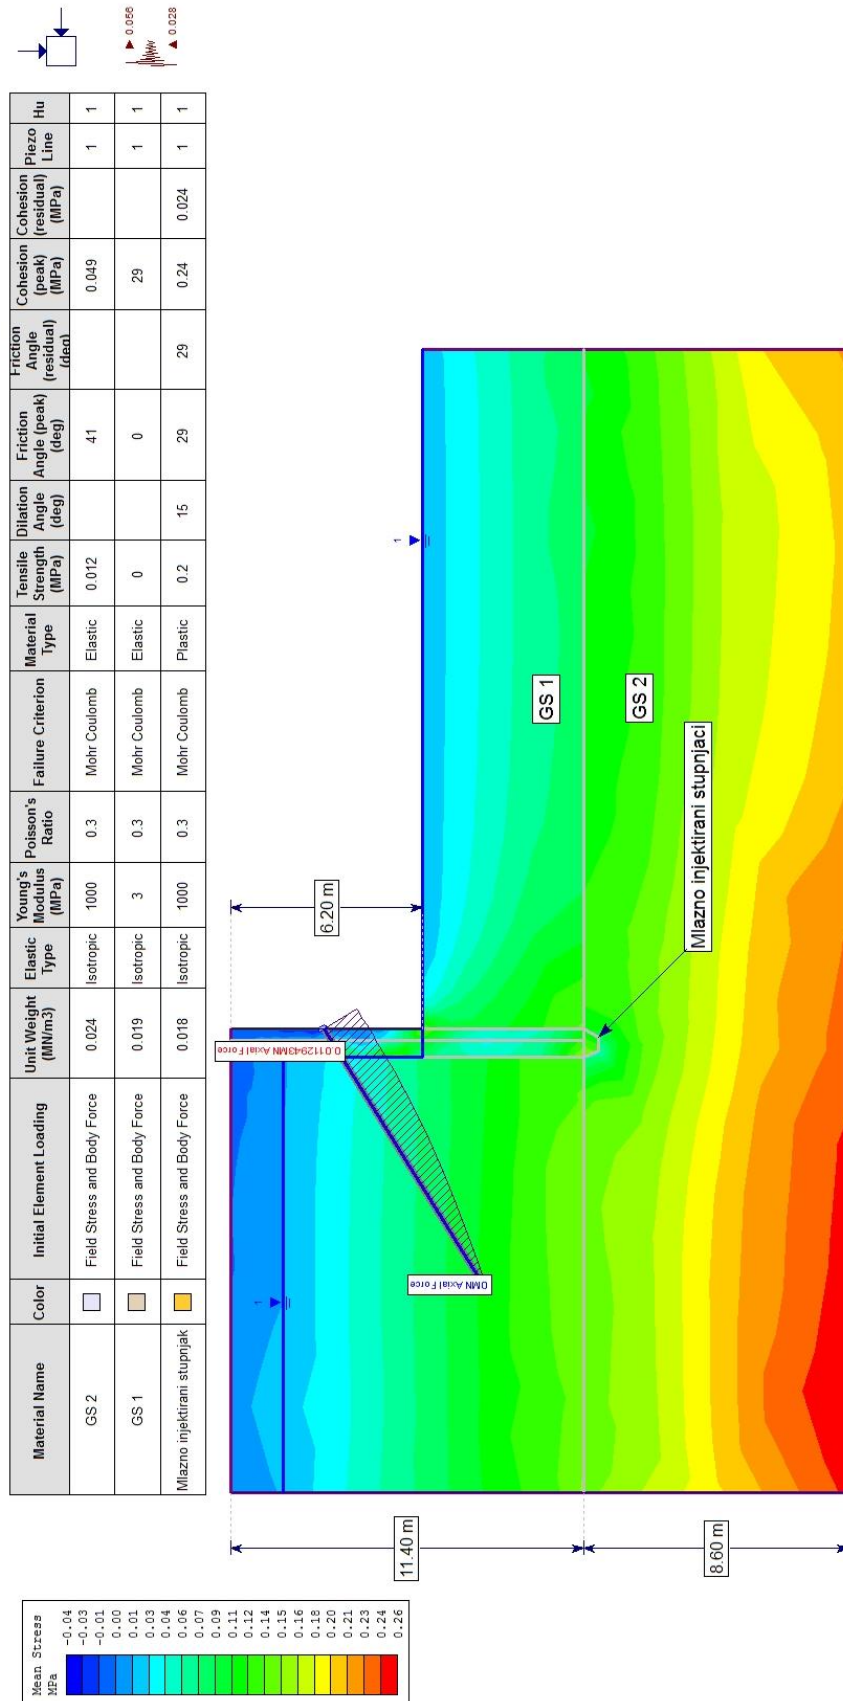 Material Name Color Initial Element Loading Unit Weight (MN/m3) Elastic Type Young's Modulus (MPa) Poisson's Ratio Failure Criterion Material Type Tensile Strength (MPa) Dilation Angle (deg) Friction Angle (peak) (deg) Friction Angle (residual) (deg) Cohesion (peak) (MPa) Cohesion (residual) (MPa) Piezo Line Hu
GS 2 Field Stress and Body Force 0.024 Isotropic 1000 0.3 Mohr Coulomb Elastic 0.012 41 0.049 1 1
GS 1 Field Stress and Body Force 0.019 Isotropic 3 0.3 Mohr Coulomb Elastic 0 0 29 1 1
Mlazno injektirani stupnjak Field Stress and Body Force 0.018 Isotropic 1000 0.3 Mohr Coulomb Plastic 0.2 15 29 29 0.24 0.024 1 1
0.056
0.028
Mean Stress
MPa
-0.04
-0.03
-0.01
0.00
0.01
0.03
0.04
0.06
0.07
0.09
0.11
0.12
0.14
0.15
0.16
0.18
0.20
0.21
0.23
0.24
0.26
11.40 m
8.60 m
6.20 m
1
1
0.0112943MN Axial Force
0MN Axial Force
GS 1
GS 2
Mlazno injektirani stupnjaci